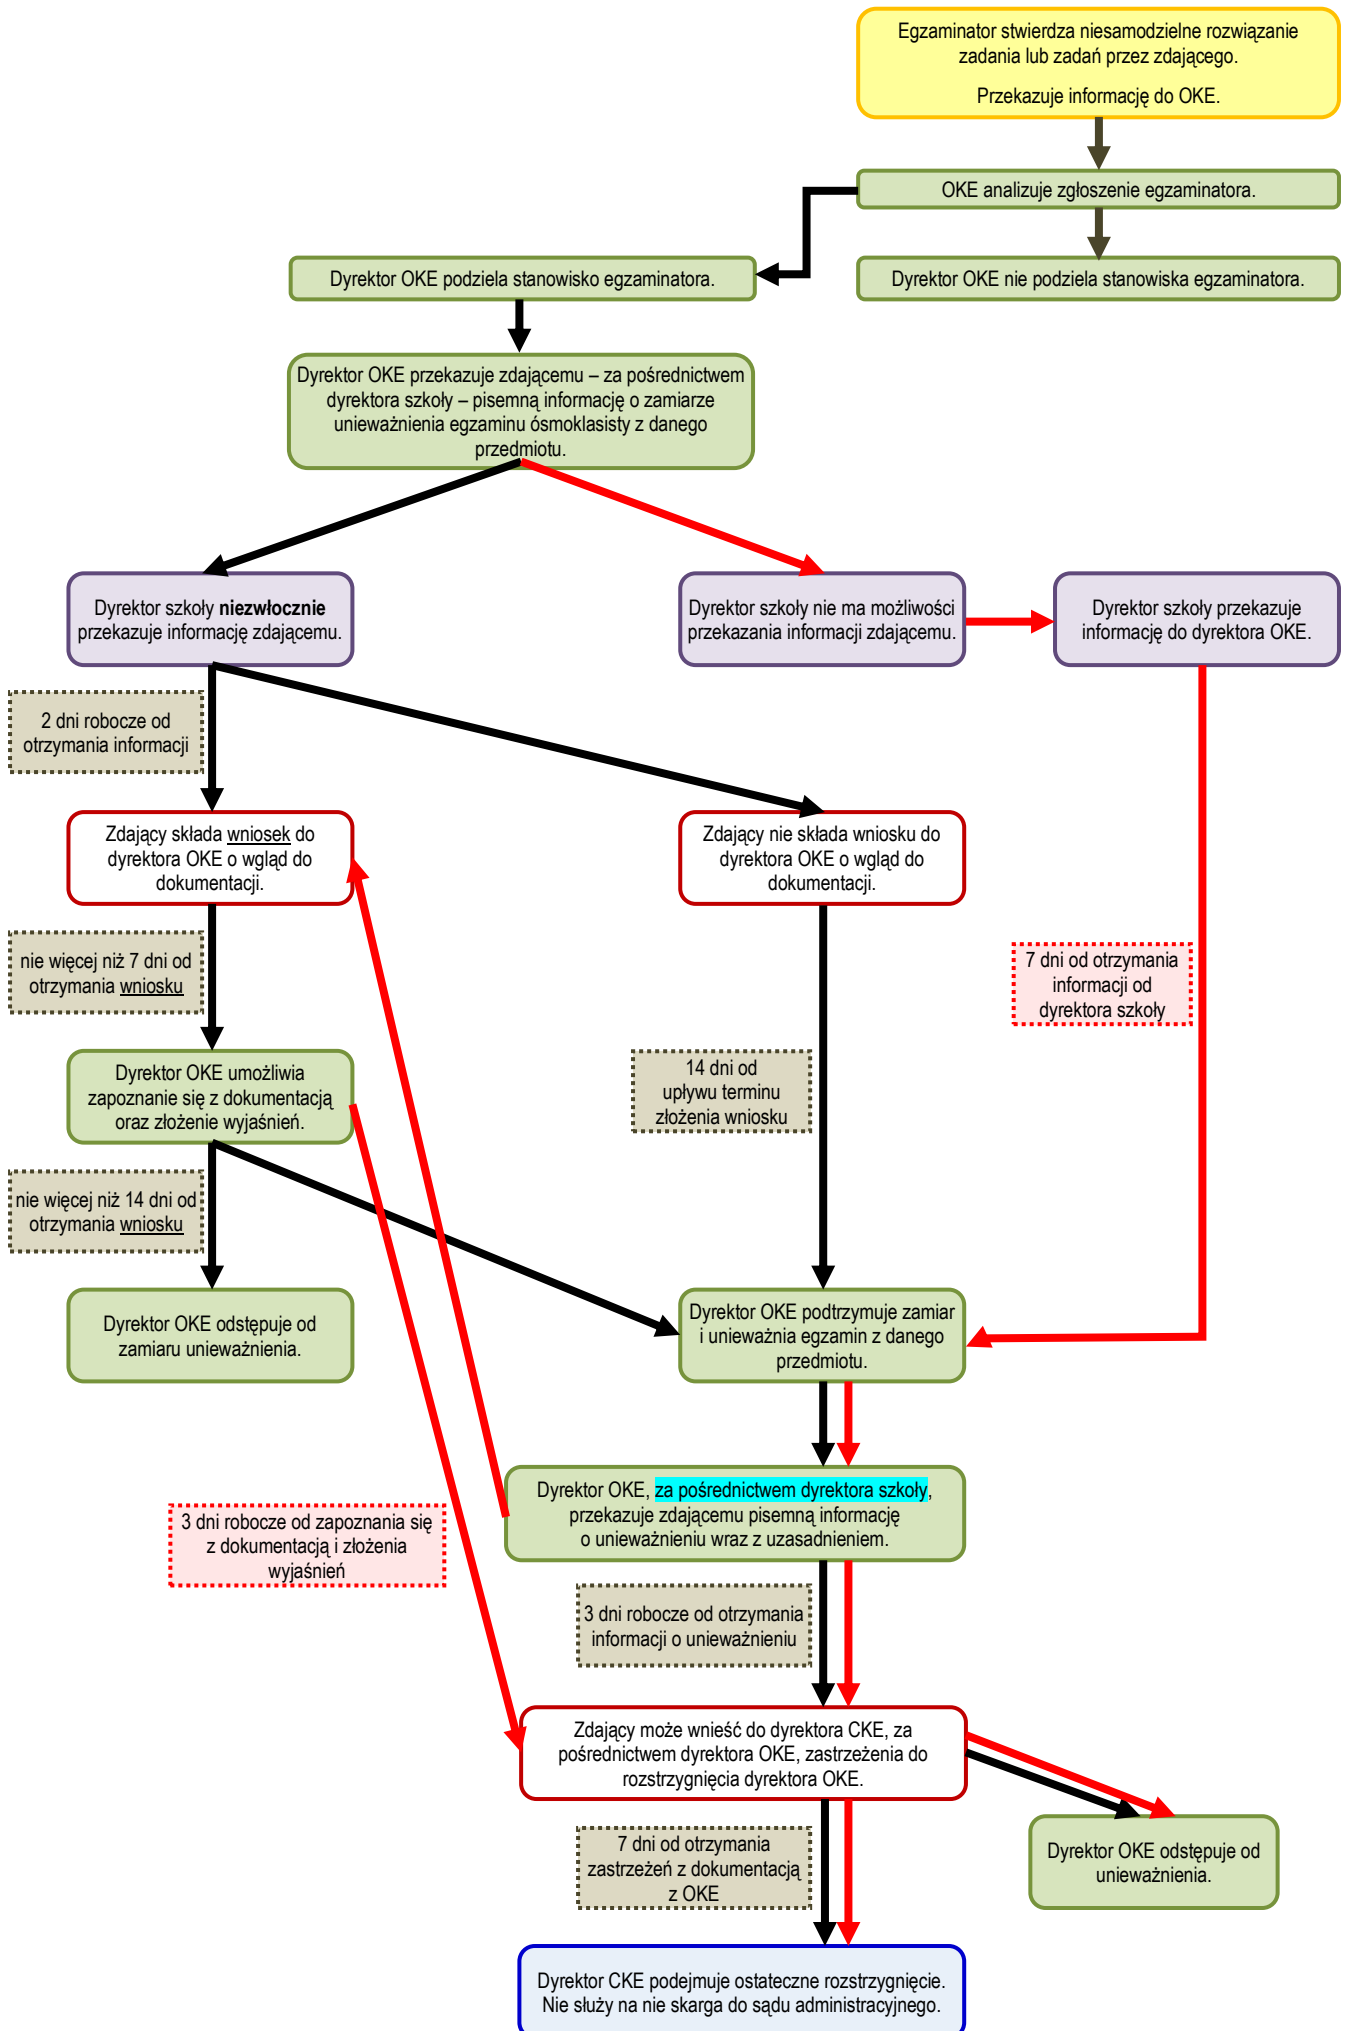 Egzaminator stwierdza niesamodzielne rozwiązanie
zadania lub zadań przez zdającego.
Przekazuje informację do OKE.
OKE analizuje zgłoszenie egzaminatora.
Dyrektor OKE podziela stanowisko egzaminatora.
Dyrektor OKE nie podziela stanowiska egzaminatora.
Dyrektor OKE przekazuje zdającemu – za pośrednictwem
dyrektora szkoły – pisemną informację o zamiarze
unieważnienia egzaminu ósmoklasisty z danego
przedmiotu.
Dyrektor szkoły niezwłocznie
przekazuje informację zdającemu.
Dyrektor szkoły nie ma możliwości
przekazania informacji zdającemu.
Dyrektor szkoły przekazuje
informację do dyrektora OKE.
2 dni robocze od
otrzymania informacji
Zdający składa wniosek do
dyrektora OKE o wgląd do
dokumentacji.
Zdający nie składa wniosku do
dyrektora OKE o wgląd do
dokumentacji.
nie więcej niż 7 dni od
otrzymania wniosku
7 dni od otrzymania
informacji od
dyrektora szkoły
Dyrektor OKE umożliwia
zapoznanie się z dokumentacją
oraz złożenie wyjaśnień.
14 dni od
upływu terminu
złożenia wniosku
nie więcej niż 14 dni od
otrzymania wniosku
Dyrektor OKE odstępuje od
zamiaru unieważnienia.
Dyrektor OKE podtrzymuje zamiar
i unieważnia egzamin z danego
przedmiotu.
Dyrektor OKE, za pośrednictwem dyrektora szkoły,
przekazuje zdającemu pisemną informację
o unieważnieniu wraz z uzasadnieniem.
3 dni robocze od zapoznania się
z dokumentacją i złożenia
wyjaśnień
3 dni robocze od otrzymania
informacji o unieważnieniu
Zdający może wnieść do dyrektora CKE, za
pośrednictwem dyrektora OKE, zastrzeżenia do
rozstrzygnięcia dyrektora OKE.
7 dni od otrzymania
zastrzeżeń z dokumentacją
z OKE
Dyrektor OKE odstępuje od
unieważnienia.
Dyrektor CKE podejmuje ostateczne rozstrzygnięcie.
Nie służy na nie skarga do sądu administracyjnego.